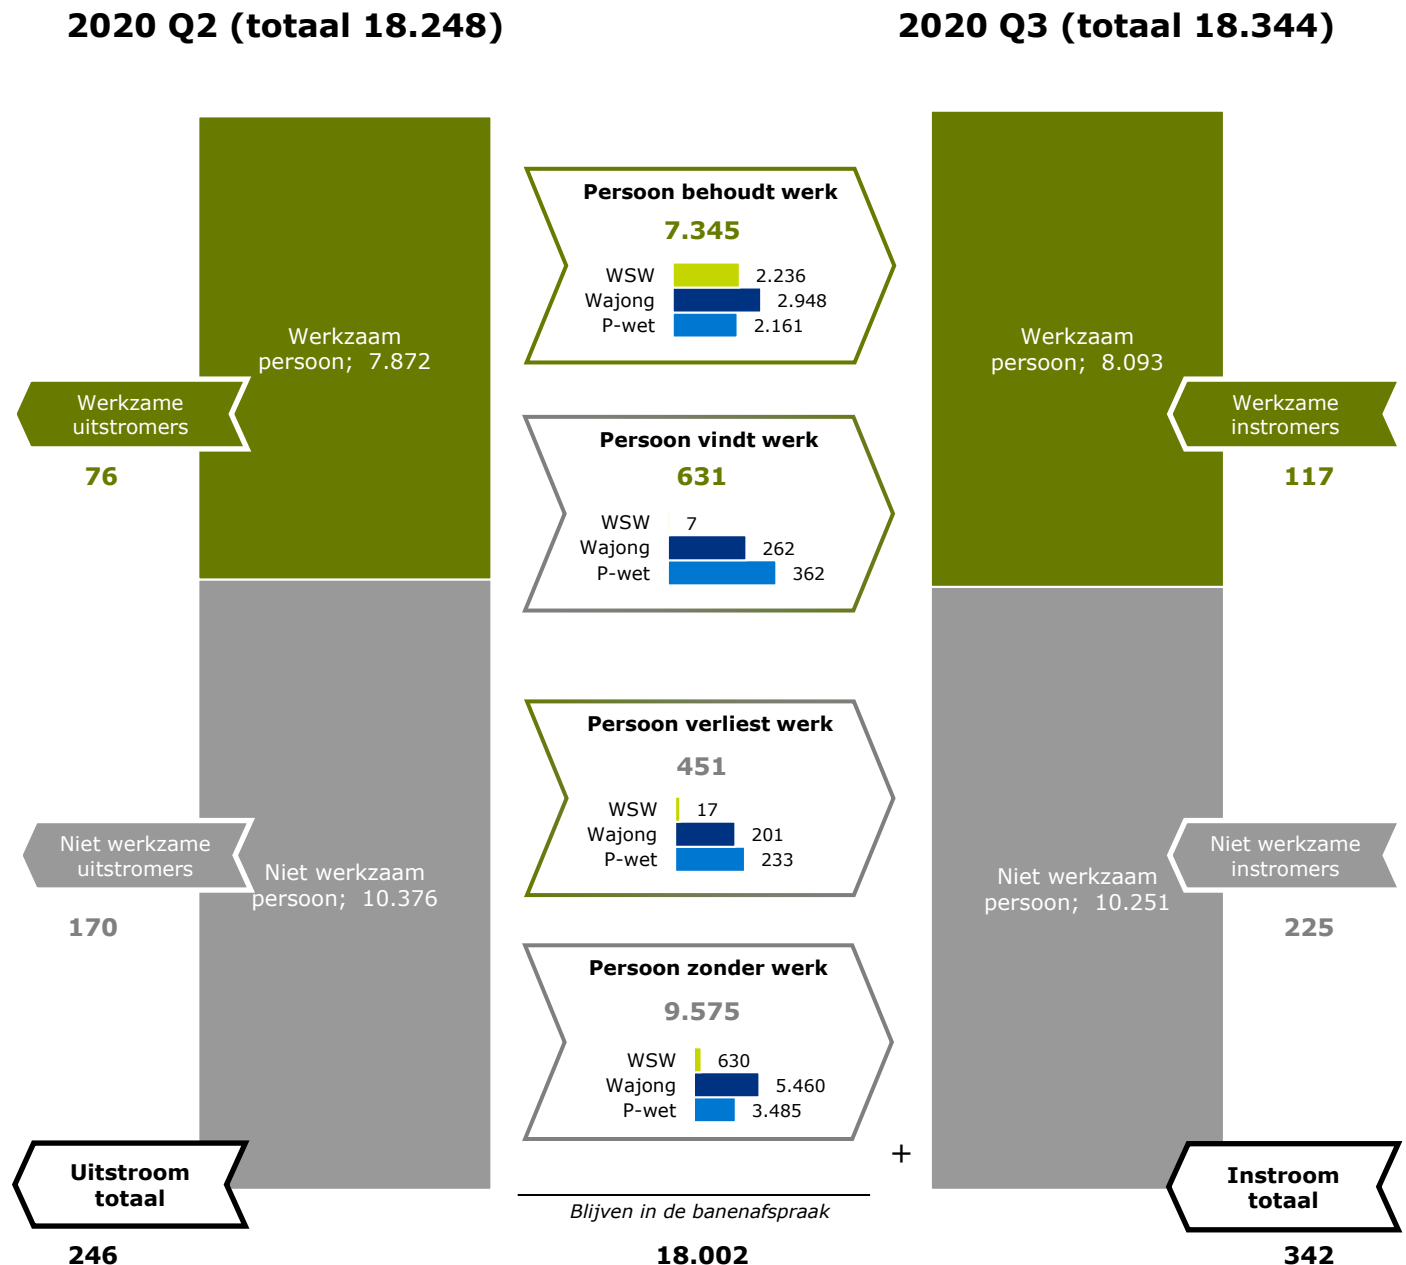 2020 Q2 (totaal 18.248)
2020 Q3 (totaal 18.344)
Werkzaam
persoon; 7.872
Werkzame
uitstromers
76
Niet werkzame
uitstromers
170
Niet werkzaam
persoon; 10.376
Uitstroom
totaal
246
Persoon behoudt werk
7.345
WSW 2.236
Wajong 2.948
P-wet 2.161
Persoon vindt werk
631
WSW 7
Wajong 262
P-wet 362
Persoon verliest werk
451
WSW 17
Wajong 201
P-wet 233
Persoon zonder werk
9.575
WSW 630
Wajong 5.460
P-wet 3.485
+
Blijven in de banenafspraak
18.002
Werkzaam
persoon; 8.093
Werkzame
instromers
117
Niet werkzaam
persoon; 10.251
Niet werkzame
instromers
225
Instroom
totaal
342